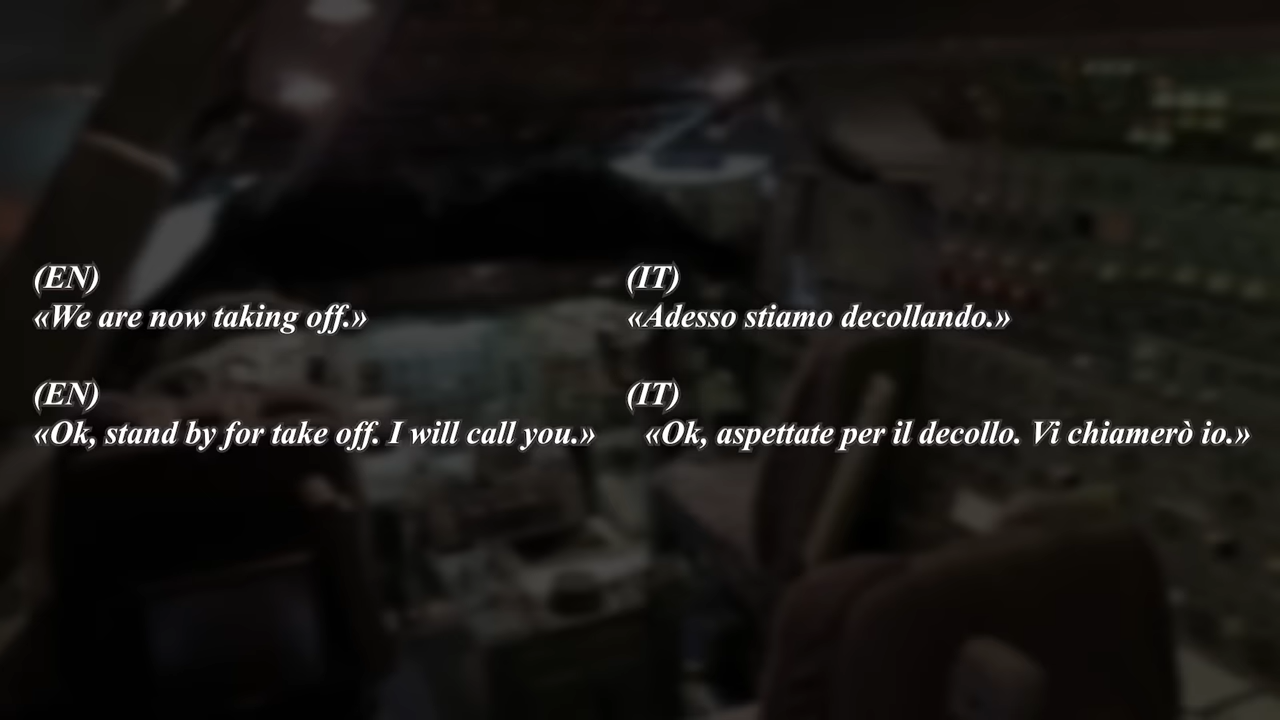 (EN)
«We are now taking off.»
(IT)
«Adesso stiamo decollando.»
(EN)
«Ok, stand by for take off. I will call you.»
(IT)
«Ok, aspettate per il decollo. Vi chiamerò io.»